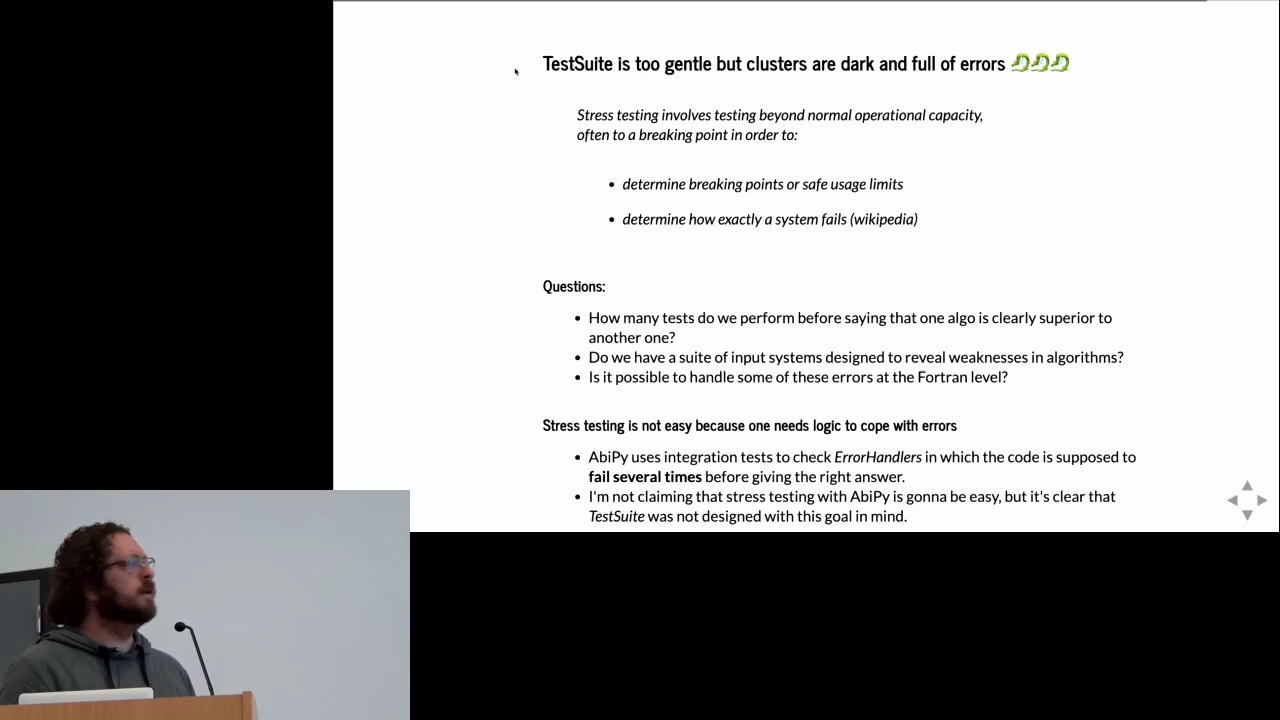 TestSuite is too gentle but clusters are dark and full of errors 🐉🐉🐉
Stress testing involves testing beyond normal operational capacity,
often to a breaking point in order to:
• determine breaking points or safe usage limits
• determine how exactly a system fails (wikipedia)
Questions:
• How many tests do we perform before saying that one algo is clearly superior to
another one?
• Do we have a suite of input systems designed to reveal weaknesses in algorithms?
• Is it possible to handle some of these errors at the Fortran level?
Stress testing is not easy because one needs logic to cope with errors
• AbiPy uses integration tests to check ErrorHandlers in which the code is supposed to
fail several times before giving the right answer.
• I'm not claiming that stress testing with AbiPy is gonna be easy, but it's clear that
TestSuite was not designed with this goal in mind.